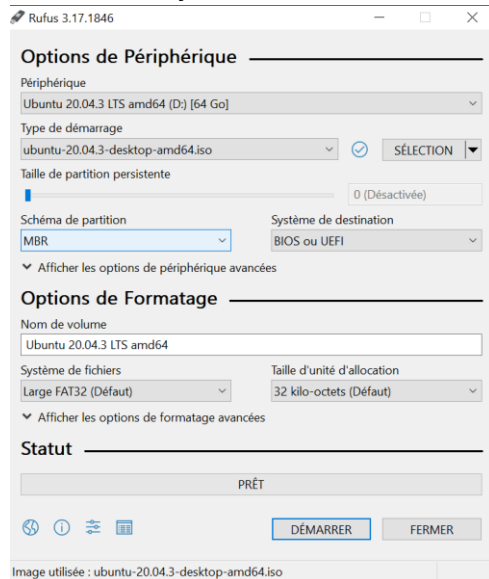 Rufus 3.17.1846
Options de Périphérique
Périphérique
Ubuntu 20.04.3 LTS amd64 (D:) [64 Go]
Type de démarrage
ubuntu-20.04.3-desktop-amd64.iso SÉLECTION
Taille de partition persistente
0 (Désactivée)
Schéma de partition Système de destination
MBR BIOS ou UEFI
Afficher les options de périphérique avancées
Options de Formatage
Nom de volume
Ubuntu 20.04.3 LTS amd64
Système de fichiers Taille d'unité d'allocation
Large FAT32 (Défaut) 32 kilo-octets (Défaut)
Afficher les options de formatage avancées
Statut
PRÊT
DÉMARRER FERMER
Image utilisée : ubuntu-20.04.3-desktop-amd64.iso